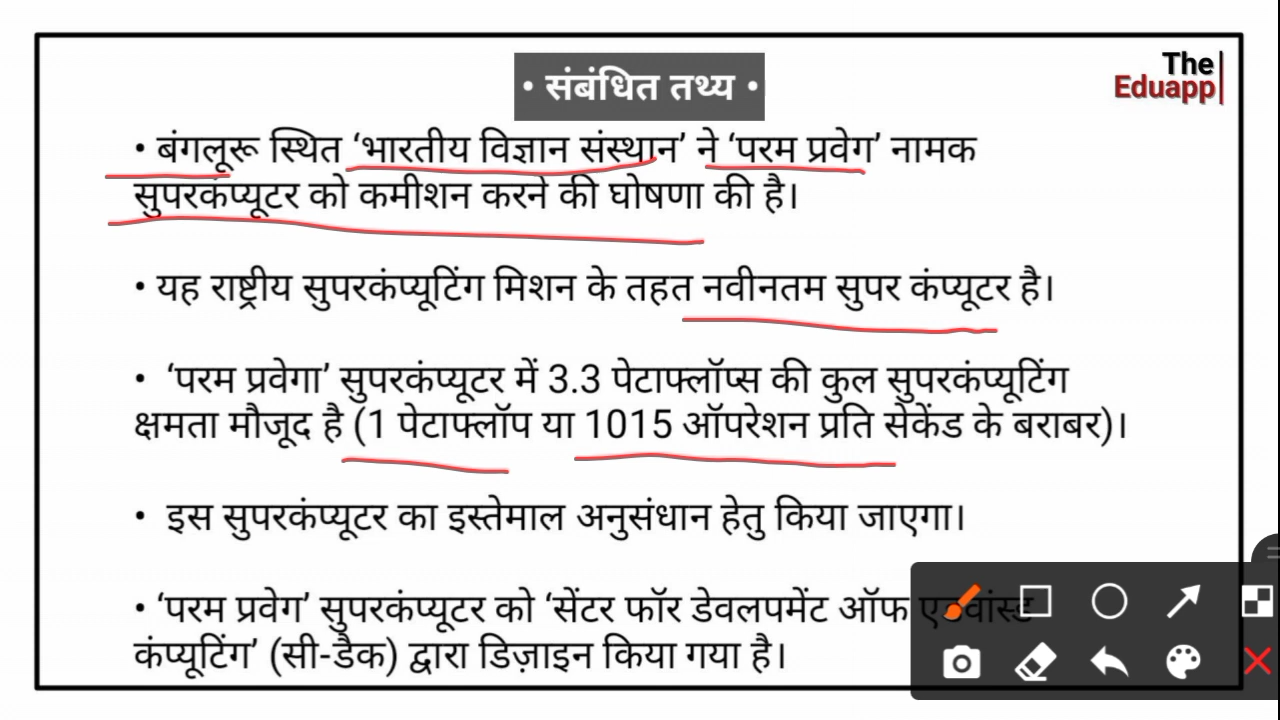 • संबंधित तथ्य •
The
Eduapp
• बंगलूरू स्थित ‘भारतीय विज्ञान संस्थान’ ने ‘परम प्रवेग’ नामक
सुपरकंप्यूटर को कमीशन करने की घोषणा की है।
• यह राष्ट्रीय सुपरकंप्यूटिंग मिशन के तहत नवीनतम सुपर कंप्यूटर है।
• ‘परम प्रवेगा’ सुपरकंप्यूटर में 3.3 पेटाफ्लॉप्स की कुल सुपरकंप्यूटिंग
क्षमता मौजूद है (1 पेटाफ्लॉप या 1015 ऑपरेशन प्रति सेकेंड के बराबर)।
• इस सुपरकंप्यूटर का इस्तेमाल अनुसंधान हेतु किया जाएगा।
• ‘परम प्रवेग’ सुपरकंप्यूटर को ‘सेंटर फॉर डेवलपमेंट ऑफ एडवांस्ड
कंप्यूटिंग’ (सी-डैक) द्वारा डिज़ाइन किया गया है।